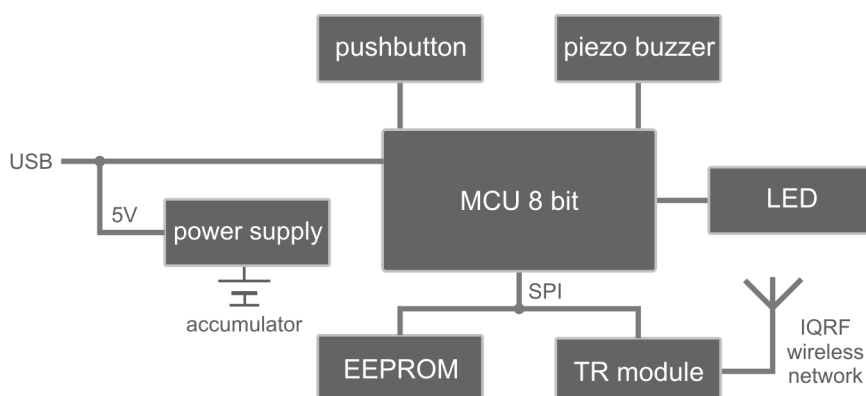 pushbutton
piezo buzzer
USB
MCU 8 bit
LED
5V
power supply
SPI
accumulator
IQRF
wireless
network
EEPROM
TR module